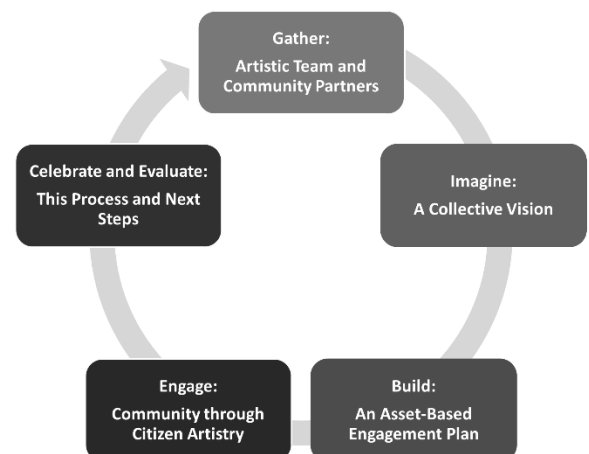 Gather:
Artistic Team and
Community Partners
Imagine:
A Collective Vision
Build:
An Asset-Based
Engagement Plan
Engage:
Community through
Citizen Artistry
Celebrate and Evaluate:
This Process and Next
Steps